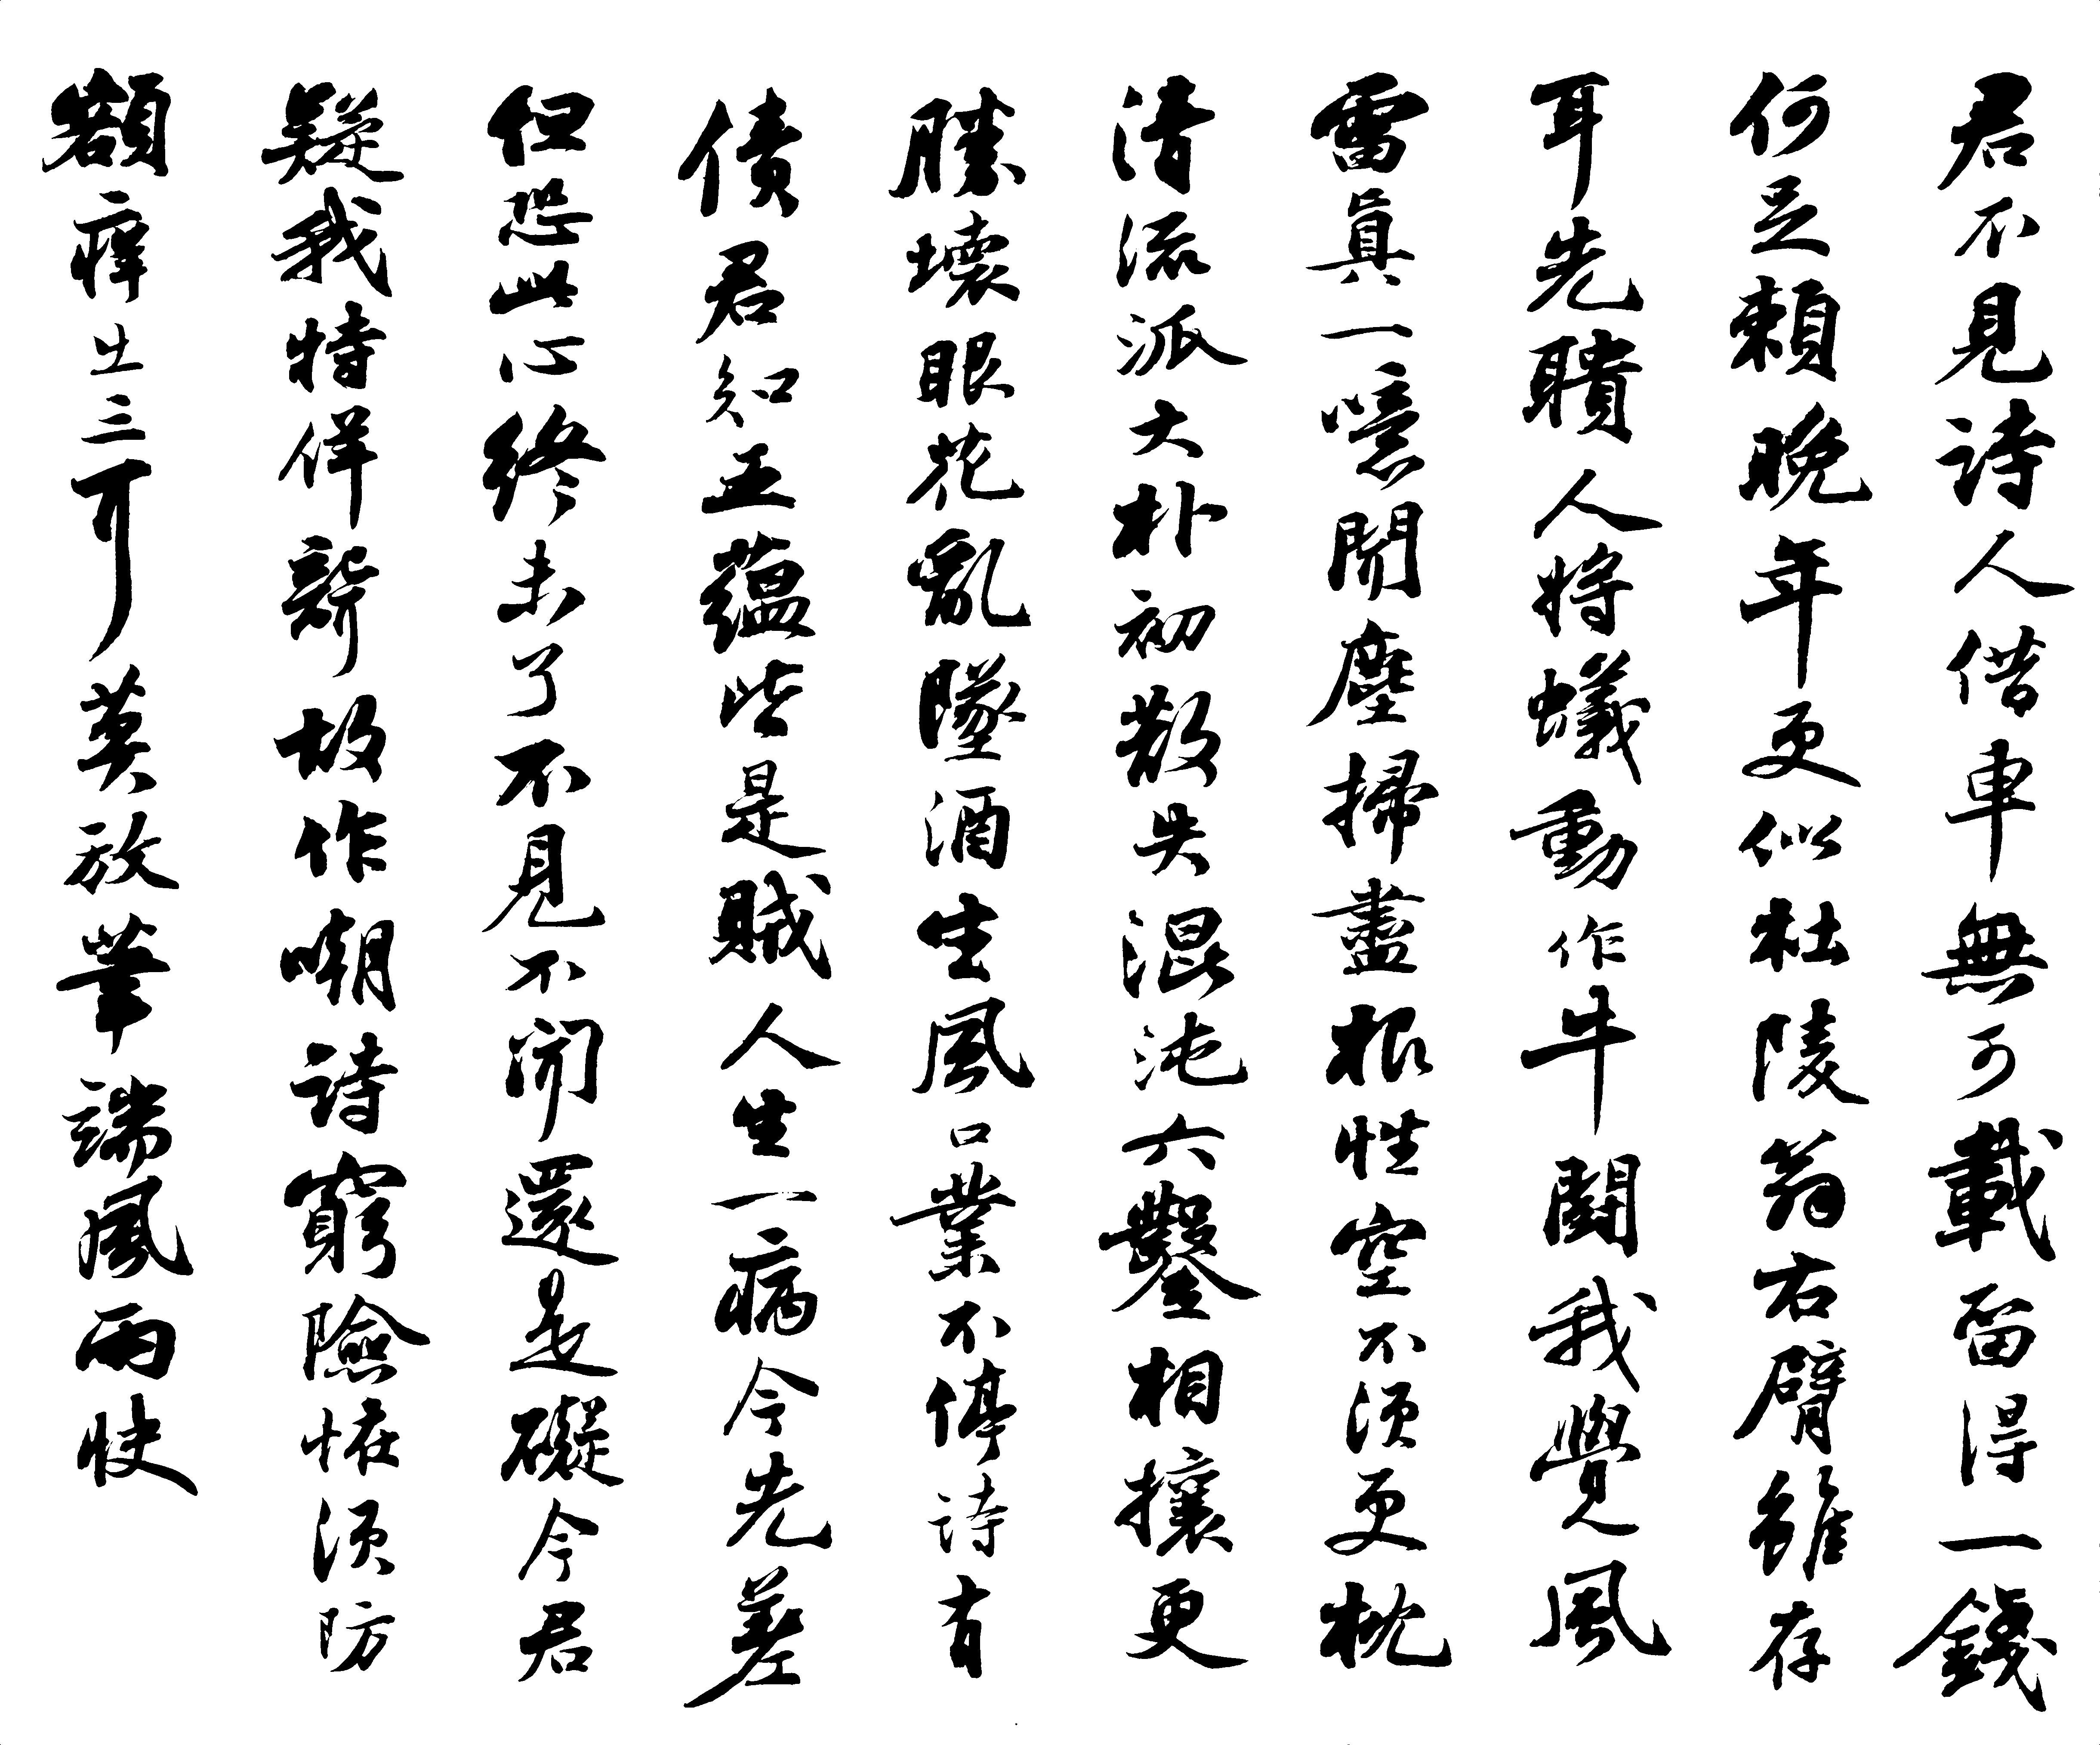 君不見詩人借車無可載留得一錢
何足賴晚年更似杜陵翁右臂雖存
耳先聵人將蟻動作牛鬪我覺風
雷真一噫聞塵掃盡根性空不須更枕
清流派大朴初散失混沌六鑿相攘更
勝壞眼花亂墜酒生風口業不停詩有
債君知五蘊皆是賊人生一病今先差
但恐此心終未了不見不聞還是礙今君
疑我特佯聾故作嘲詩窮險怪須防
額癢出三耳莫放筆端風雨快